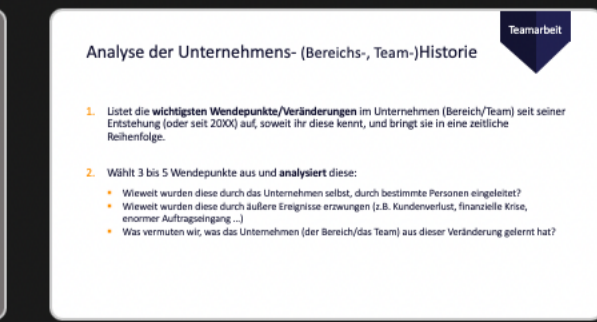 Teamarbeit
Analyse der Unternehmens- (Bereichs-, Team-)Historie
1. Listet die wichtigsten Wendepunkte/Veränderungen im Unternehmen (Bereich/Team) seit seiner
Entstehung (oder seit 20XX) auf, soweit ihr diese kennt, und bringt sie in eine zeitliche
Reihenfolge.
2. Wählt 3 bis 5 Wendepunkte aus und analysiert diese:
• Wieweit wurden diese durch das Unternehmen selbst, durch bestimmte Personen eingeleitet?
• Wieweit wurden diese durch äußere Ereignisse erzwungen (z.B. Kundenverlust, finanzielle Krise,
enormer Auftragseingang ...)
• Was vermuten wir, was das Unternehmen (der Bereich/das Team) aus dieser Veränderung gelernt hat?